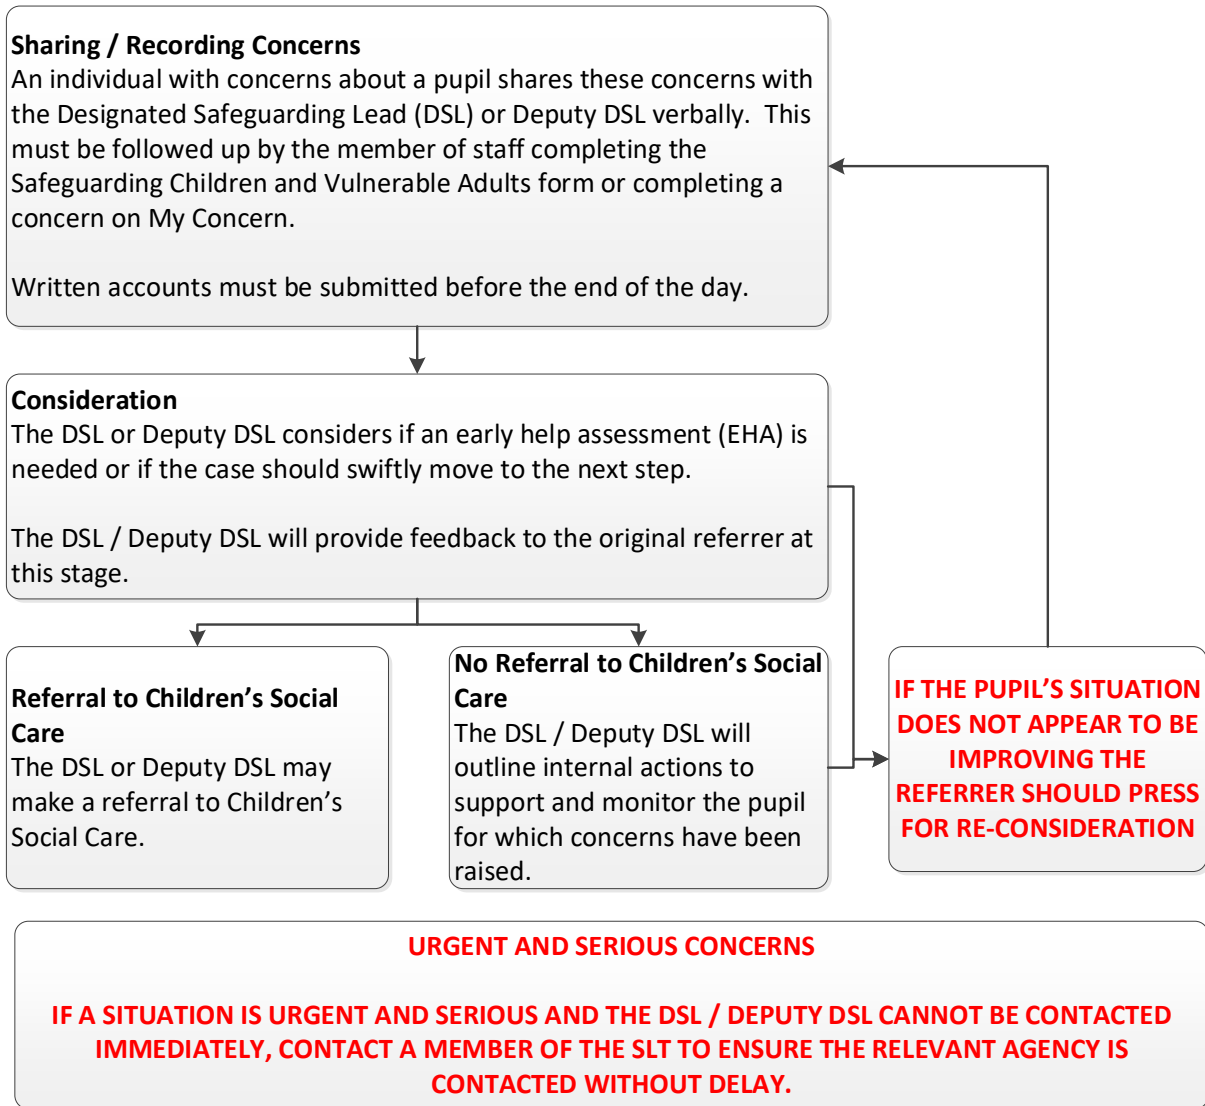 Sharing / Recording Concerns
An individual with concerns about a pupil shares these concerns with
the Designated Safeguarding Lead (DSL) or Deputy DSL verbally.  This
must be followed up by the member of staff completing the
Safeguarding Children and Vulnerable Adults form or completing a
concern on My Concern.
Written accounts must be submitted before the end of the day.
Consideration
The DSL or Deputy DSL considers if an early help assessment (EHA) is
needed or if the case should swiftly move to the next step.
The DSL / Deputy DSL will provide feedback to the original referrer at
this stage.
Referral to Children’s Social
Care
The DSL or Deputy DSL may
make a referral to Children’s
Social Care.
No Referral to Children’s Social
Care
The DSL / Deputy DSL will
outline internal actions to
support and monitor the pupil
for which concerns have been
raised.
IF THE PUPIL’S SITUATION
DOES NOT APPEAR TO BE
IMPROVING THE
REFERRER SHOULD PRESS
FOR RE-CONSIDERATION
URGENT AND SERIOUS CONCERNS
IF A SITUATION IS URGENT AND SERIOUS AND THE DSL / DEPUTY DSL CANNOT BE CONTACTED
IMMEDIATELY, CONTACT A MEMBER OF THE SLT TO ENSURE THE RELEVANT AGENCY IS
CONTACTED WITHOUT DELAY.